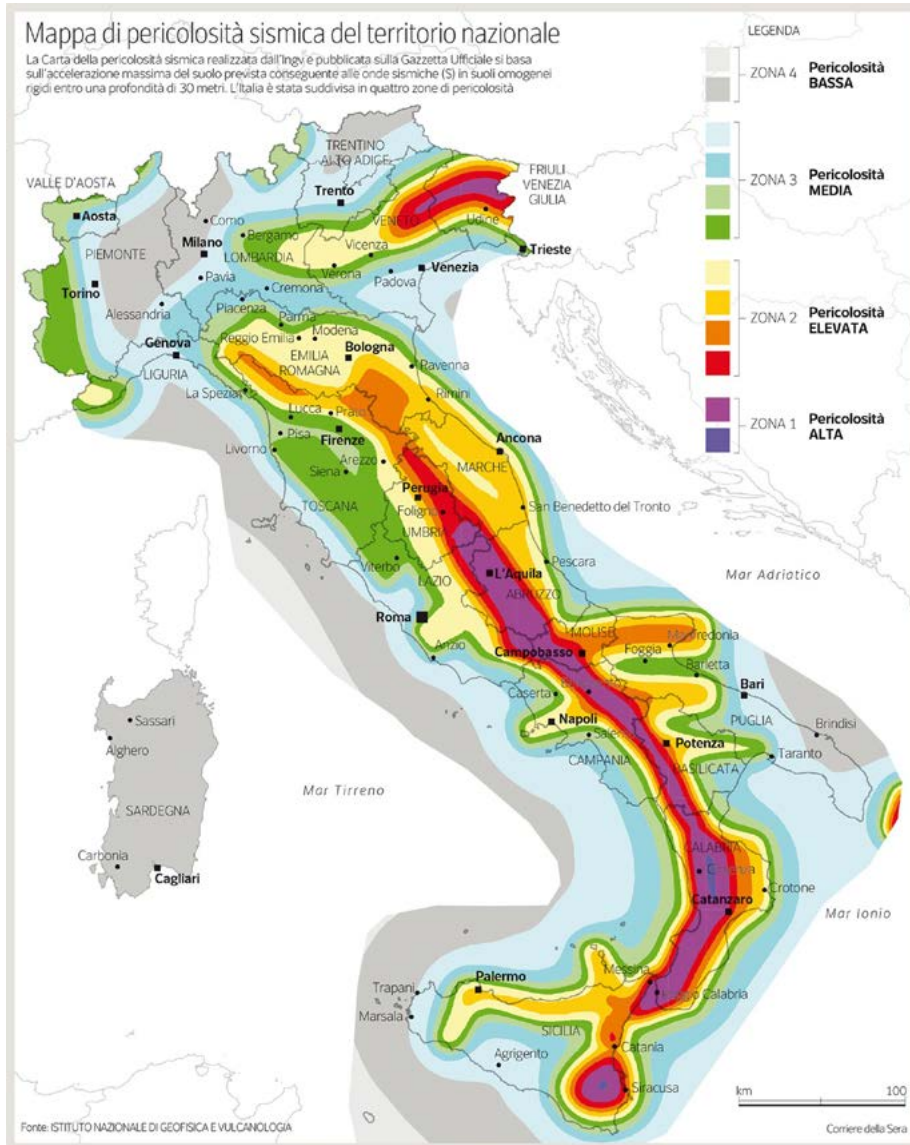 Mappa di pericolosità sismica del territorio nazionale
La Carta della pericolosità sismica realizzata dall'Ingv e pubblicata sulla Gazzetta Ufficiale si basa
sull'accelerazione massima del suolo prevista conseguente alle onde sismiche (S) in suoli omogenei
rigidi entro una profondità di 30 metri. L'Italia è stata suddivisa in quattro zone di pericolosità
LEGENDA
ZONA 4
Pericolosità
BASSA
ZONA 3
Pericolosità
MEDIA
ZONA 2
Pericolosità
ELEVATA
ZONA 1
Pericolosità
ALTA
TRENTINO
ALTO ADICE
FRIULI
VENEZIA
GIULIA
VALLE D'AOSTA
Trento
Aosta
VENETO
Udine
Como
Bergamo
Trieste
PIEMONTE
Milano
LOMBARDIA
Vicenza
Verona
Venezia
Padova
Pavia
Torino
Cremona
Alessandria
Piacenza
Parma
Modena
Reggio Emilia
Genova
Bologna
EMILIA
ROMAGNA
LIGURIA
Ravenna
La Spezia
Rimini
Lucca
Prato
Pisa
Firenze
Ancona
Livorno
Arezzo
MARCHE
Siena
Perugia
TOSCANA
Foligno
San Benedetto del Tronto
UMBRIA
Viterbo
Pescara
L'Aquila
LAZIO
ABRUZZO
Mar Adriatico
Roma
MOLISE
Manfredonia
Anzio
Campobasso
Foggia
Barletta
Caserta
Bari
Napoli
PUGLIA
Brindisi
Salerno
Potenza
CAMPANIA
Taranto
BASILICATA
Sassari
Alghero
Mar Tirreno
SARDEGNA
CALABRIA
Carbonia
Cosenza
Cagliari
Crotone
Catanzaro
Mar Ionio
Messina
Palermo
Trapani
Reggio Calabria
Marsala
SICILIA
Catania
Agrigento
Siracusa
km
100
Fonte: ISTITUTO NAZIONALE DI GEOFISICA E VULCANOLOGIA
Corriere della Sera